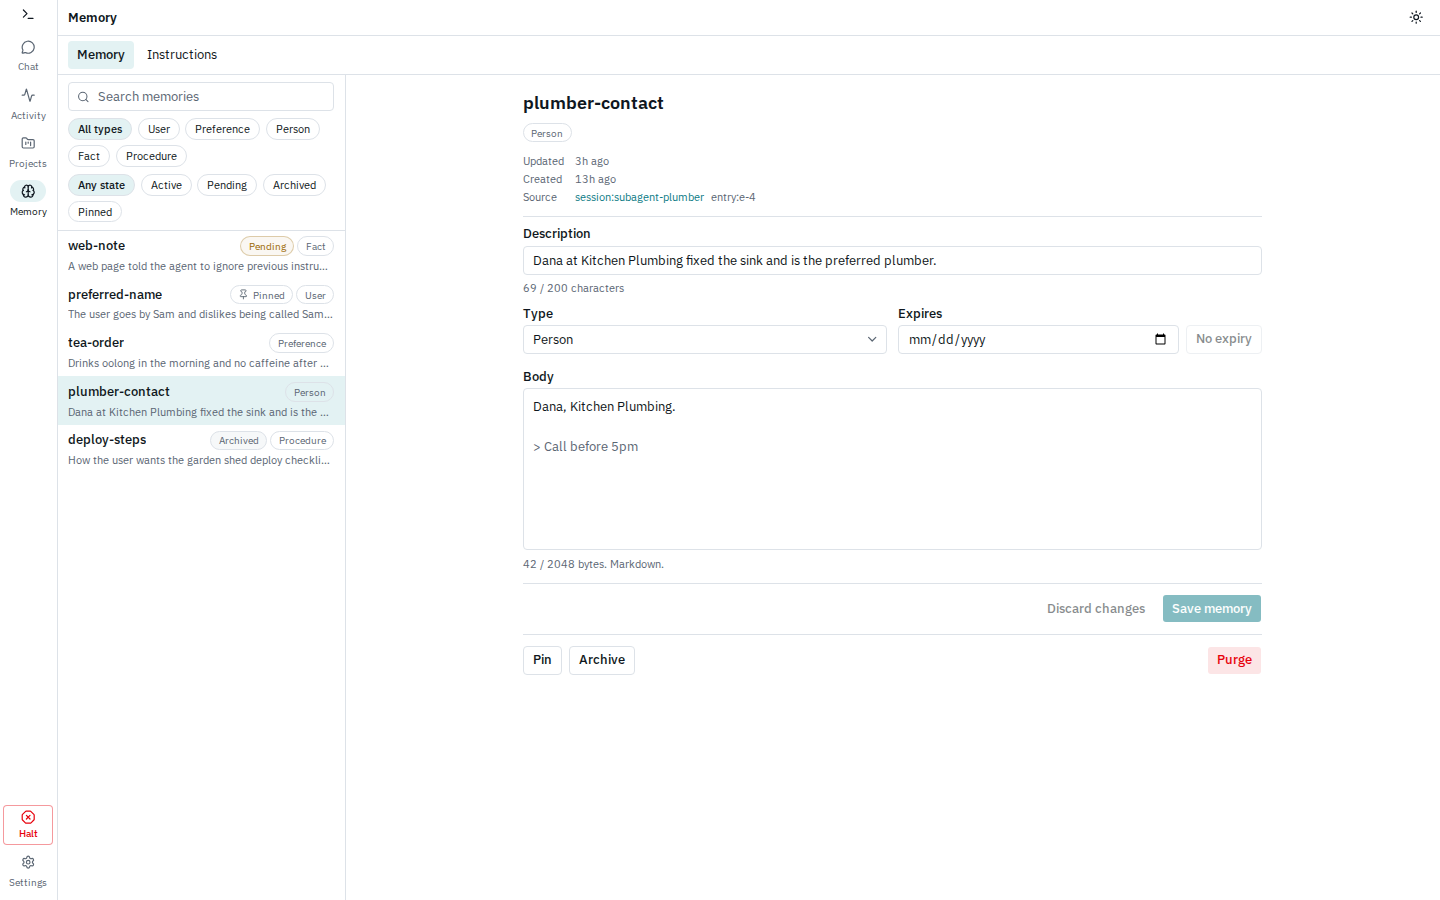 Memory
Chat
Activity
Projects
Memory
Halt
Settings
Memory
Instructions
Search memories
All types
User
Preference
Person
Fact
Procedure
Any state
Active
Pending
Archived
Pinned
web-note
Pending
Fact
A web page told the agent to ignore previous instru...
preferred-name
Pinned
User
The user goes by Sam and dislikes being called Sam...
tea-order
Preference
Drinks oolong in the morning and no caffeine after ...
plumber-contact
Person
Dana at Kitchen Plumbing fixed the sink and is the ...
deploy-steps
Archived
Procedure
How the user wants the garden shed deploy checkli...
plumber-contact
Person
Updated 3h ago
Created 13h ago
Source session:subagent-plumber entry:e-4
Description
Dana at Kitchen Plumbing fixed the sink and is the preferred plumber.
69 / 200 characters
Type
Person
Expires
mm/dd/yyyy
No expiry
Body
Dana, Kitchen Plumbing.
> Call before 5pm
42 / 2048 bytes. Markdown.
Discard changes
Save memory
Pin
Archive
Purge